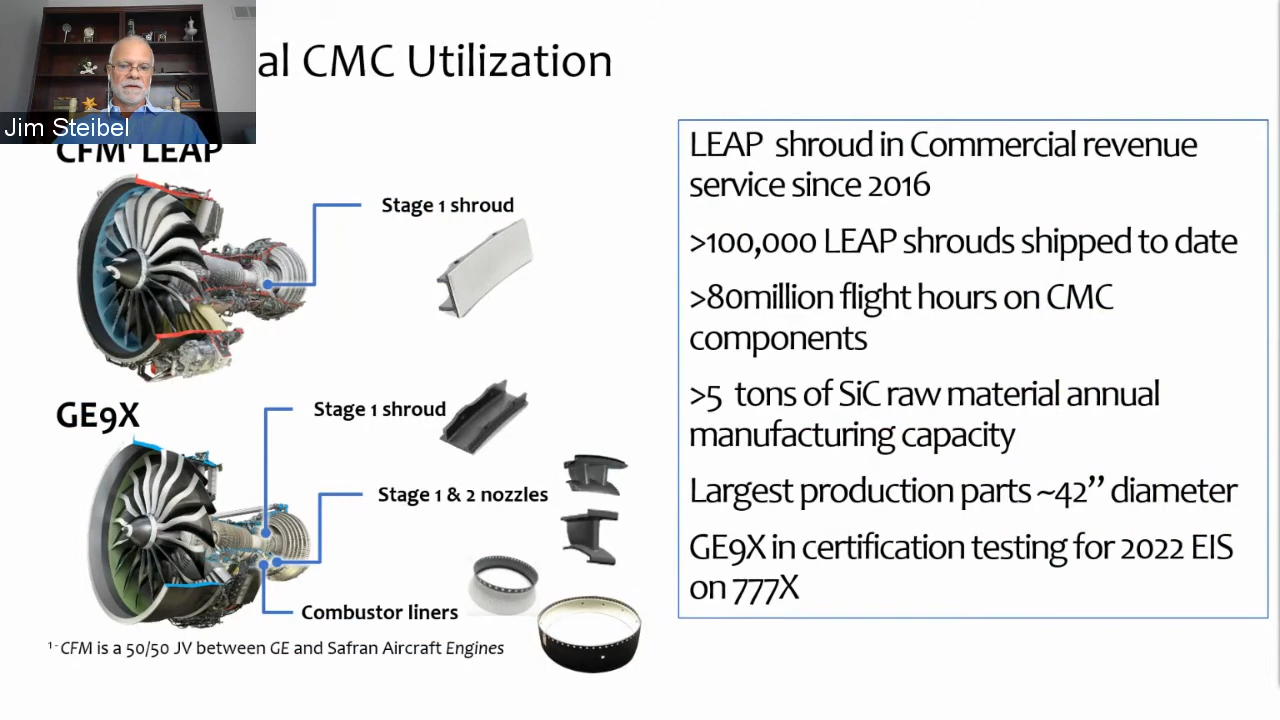 al CMC Utilization
Jim Steibel
CFM¹ LEAP
Stage 1 shroud
GE9X
Stage 1 shroud
Stage 1 & 2 nozzles
Combustor liners
¹- CFM is a 50/50 JV between GE and Safran Aircraft Engines
LEAP shroud in Commercial revenue
service since 2016
>100,000 LEAP shrouds shipped to date
>80million flight hours on CMC
components
>5 tons of SiC raw material annual
manufacturing capacity
Largest production parts ~42” diameter
GE9X in certification testing for 2022 EIS
on 777X